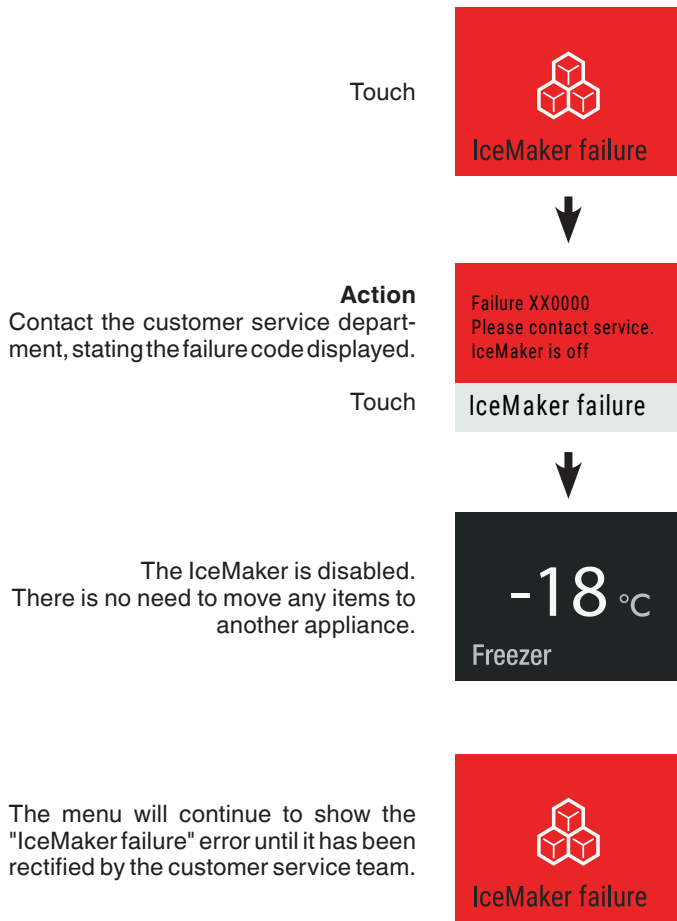 Touch
IceMaker failure
Action
Contact the customer service depart-
ment, stating the failure code displayed.
Failure XX0000
Please contact service.
IceMaker is off
Touch
IceMaker failure
The IceMaker is disabled.
There is no need to move any items to
another appliance.
-18 °C
Freezer
The menu will continue to show the
"IceMaker failure" error until it has been
rectified by the customer service team.
IceMaker failure